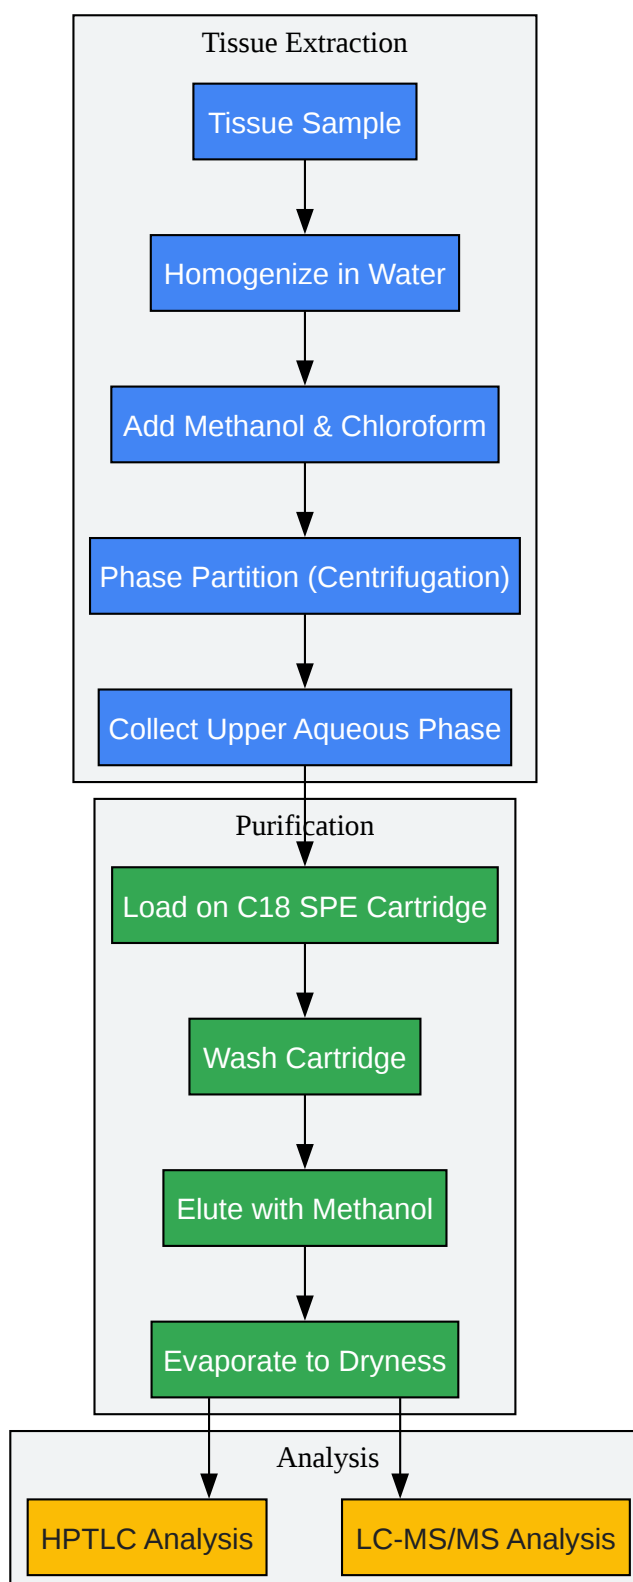 Tissue Extraction
Tissue Sample
Homogenize in Water
Add Methanol & Chloroform
Phase Partition (Centrifugation)
Collect Upper Aqueous Phase
Purification
Load on C18 SPE Cartridge
Wash Cartridge
Elute with Methanol
Evaporate to Dryness
Analysis
HPTLC Analysis
LC-MS/MS Analysis